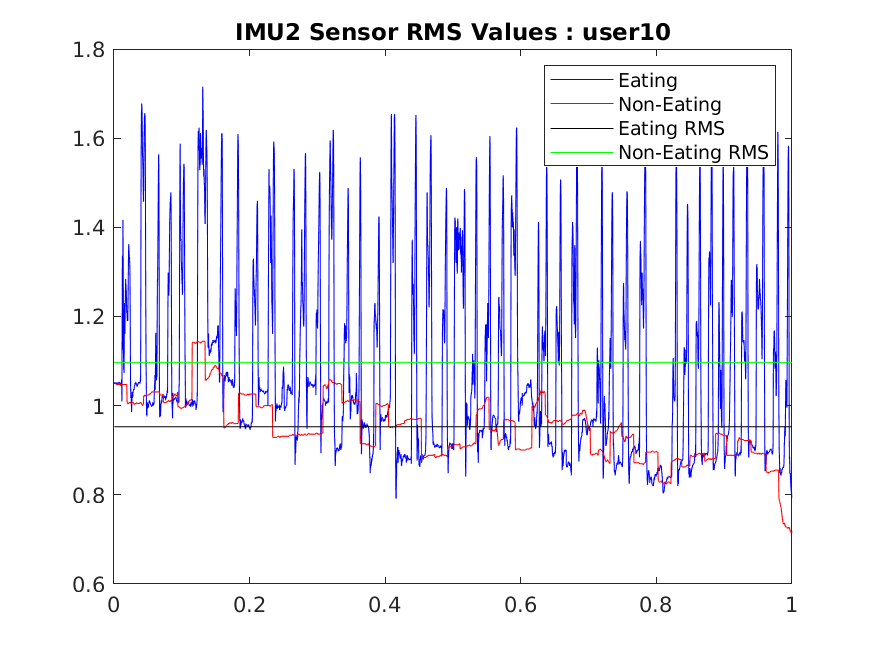 IMU2 Sensor RMS Values : user10
1.8
1.6
1.4
1.2
1
0.8
0.6
Eating
Non-Eating
Eating RMS
Non-Eating RMS
0 0.2 0.4 0.6 0.8 1